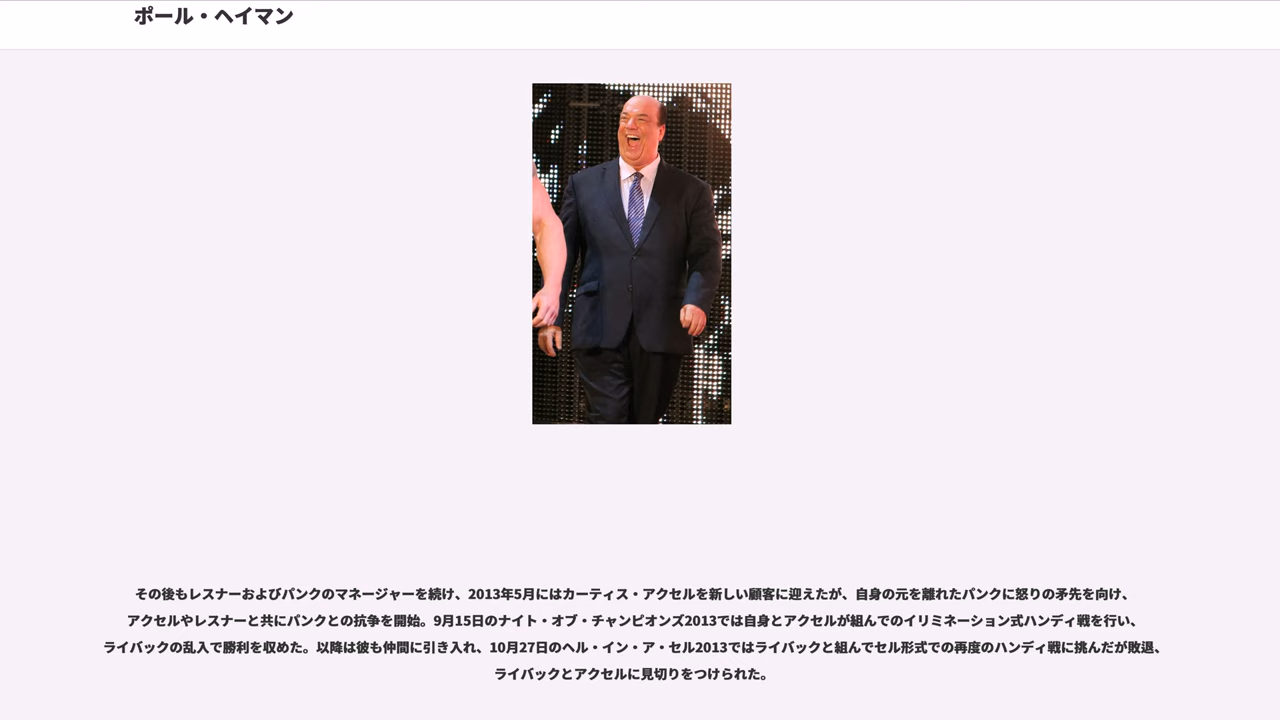 ポール・ヘイマン
その後もレスナーおよびパンクのマネージャーを続け、2013年5月にはカーティス・アクセルを新しい顧客に迎えたが、自身の元を離れたパンクに怒りの矛先を向け、
アクセルやレスナーと共にパンクとの抗争を開始。9月15日のナイト・オブ・チャンピオンズ2013では自身とアクセルが組んでのイリミネーション式ハンディ戦を行い、
ライバックの乱入で勝利を収めた。以降は彼も仲間に引き入れ、10月27日のヘル・イン・ア・セル2013ではライバックと組んでセル形式での再度のハンディ戦に挑んだが敗退、
ライバックとアクセルに見切りをつけられた。